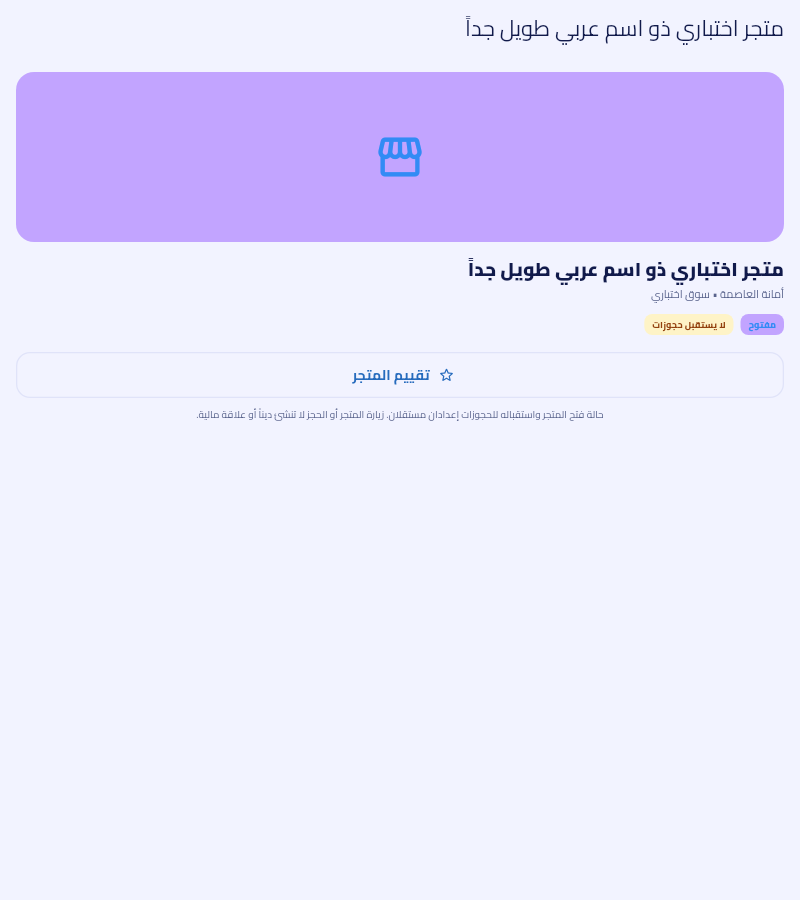 متجر اختباري ذو اسم عربي طويل جداً
متجر اختباري ذو اسم عربي طويل جداً
أمانة العاصمة • سوق اختباري
مفتوح
لا يستقبل حجوزات
تقييم المتجر
حالة فتح المتجر واستقباله للحجوزات إعدادان مستقلان. زيارة المتجر أو الحجز لا تنشئ ديناً أو علاقة مالية.